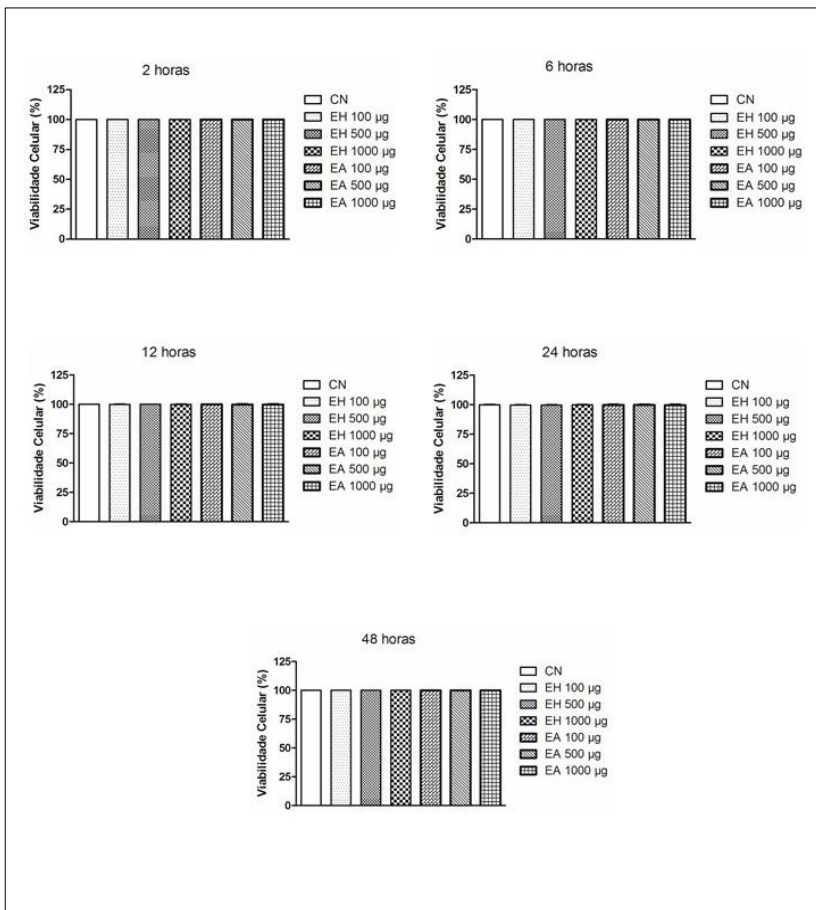 2 horas
Viabilidade Celular (%)
125
100
75
50
25
0
CN
EH 100 µg
EH 500 µg
EH 1000 µg
EA 100 µg
EA 500 µg
EA 1000 µg
6 horas
Viabilidade Celular (%)
125
100
75
50
25
0
CN
EH 100 µg
EH 500 µg
EH 1000 µg
EA 100 µg
EA 500 µg
EA 1000 µg
12 horas
Viabilidade Celular (%)
125
100
75
50
25
0
CN
EH 100 µg
EH 500 µg
EH 1000 µg
EA 100 µg
EA 500 µg
EA 1000 µg
24 horas
Viabilidade Celular (%)
125
100
75
50
25
0
CN
EH 100 µg
EH 500 µg
EH 1000 µg
EA 100 µg
EA 500 µg
EA 1000 µg
48 horas
Viabilidade Celular (%)
125
100
75
50
25
0
CN
EH 100 µg
EH 500 µg
EH 1000 µg
EA 100 µg
EA 500 µg
EA 1000 µg